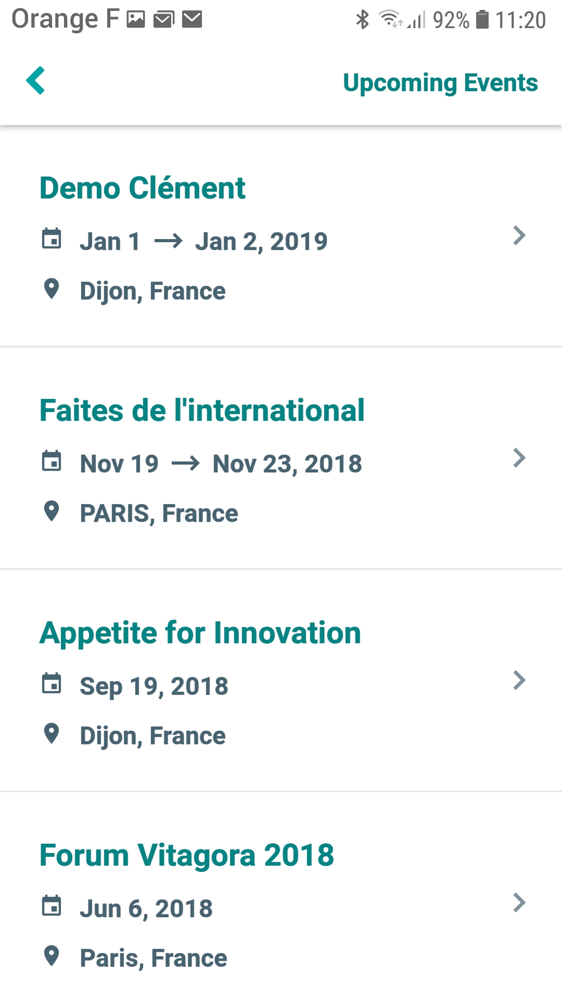 Orange F 92% 11:20
Upcoming Events
Demo Clément
Jan 1 → Jan 2, 2019
Dijon, France
Faites de l'international
Nov 19 → Nov 23, 2018
PARIS, France
Appetite for Innovation
Sep 19, 2018
Dijon, France
Forum Vitagora 2018
Jun 6, 2018
Paris, France